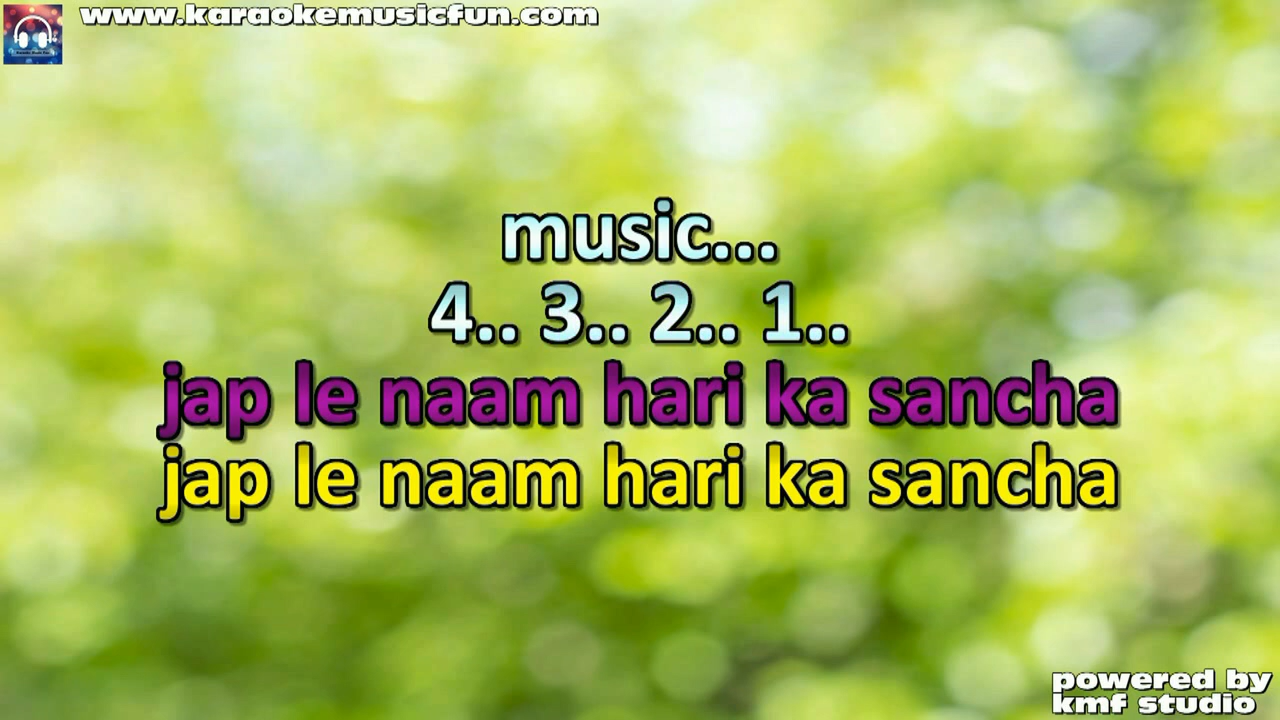 www.karaokemusicfun.com
music...
4.. 3.. 2.. 1..
jap le naam hari ka sancha
jap le naam hari ka sancha
powered by
kmf studio